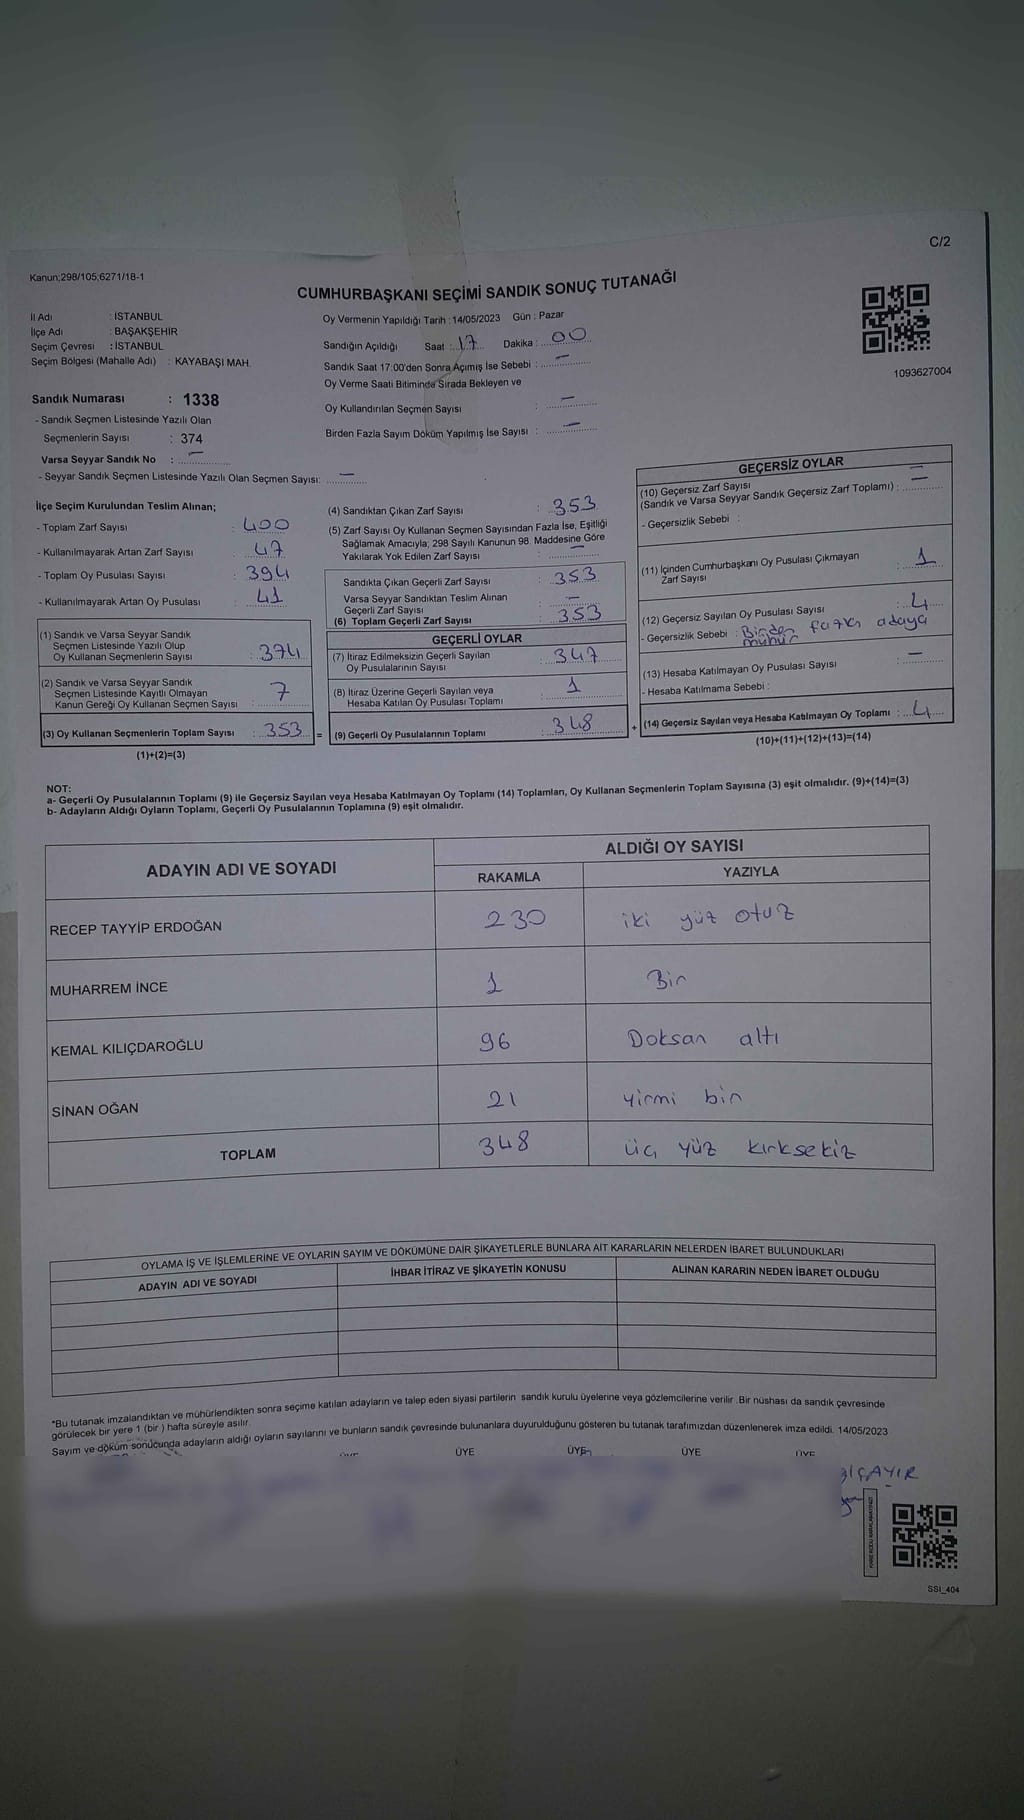 C/2
Kanun;298/105;6271/18-1
CUMHURBAŞKANI SEÇİMİ SANDIK SONUÇ TUTANAĞI
İl Adı : İSTANBUL
İlçe Adı : BAŞAKŞEHİR
Seçim Çevresi : İSTANBUL
Seçim Bölgesi (Mahalle Adı) : KAYABAŞI MAH.
Sandık Numarası : 1338
- Sandık Seçmen Listesinde Yazılı Olan
Seçmenlerin Sayısı : 374
Varsa Seyyar Sandık No : —
- Seyyar Sandık Seçmen Listesinde Yazılı Olan Seçmen Sayısı: —
Oy Vermenin Yapıldığı Tarih : 14/05/2023 Gün : Pazar
Sandığın Açıldığı Saat : 17 Dakika : 00
Sandık Saat 17:00'den Sonra Açımış İse Sebebi : —
Oy Verme Saati Bitiminde Sırada Bekleyen ve
Oy Kullandırılan Seçmen Sayısı : —
Birden Fazla Sayım Döküm Yapılmış İse Sayısı : —
1093627004
İlçe Seçim Kurulundan Teslim Alınan;
- Toplam Zarf Sayısı : 400
- Kullanılmayarak Artan Zarf Sayısı : 47
- Toplam Oy Pusulası Sayısı : 394
- Kullanılmayarak Artan Oy Pusulası : 41
(1) Sandık ve Varsa Seyyar Sandık
Seçmen Listesinde Yazılı Olup
Oy Kullanan Seçmenlerin Sayısı : 374
(2) Sandık ve Varsa Seyyar Sandık
Seçmen Listesinde Kayıtlı Olmayan
Kanun Gereği Oy Kullanan Seçmen Sayısı : 7
(3) Oy Kullanan Seçmenlerin Toplam Sayısı : 353 =
(1)+(2)=(3)
(4) Sandıktan Çıkan Zarf Sayısı : 353
(5) Zarf Sayısı Oy Kullanan Seçmen Sayısından Fazla İse, Eşitliği
Sağlamak Amacıyla; 298 Sayılı Kanunun 98. Maddesine Göre
Yakılarak Yok Edilen Zarf Sayısı : —
Sandıkta Çıkan Geçerli Zarf Sayısı : 353
Varsa Seyyar Sandıktan Teslim Alınan
Geçerli Zarf Sayısı : —
(6) Toplam Geçerli Zarf Sayısı : 353
GEÇERLİ OYLAR
(7) İtiraz Edilmeksizin Geçerli Sayılan
Oy Pusulalarının Sayısı : 347
(8) İtiraz Üzerine Geçerli Sayılan veya
Hesaba Katılan Oy Pusulası Toplamı : 1
(9) Geçerli Oy Pusulalarının Toplamı : 348 +
GEÇERSİZ OYLAR
(10) Geçersiz Zarf Sayısı
(Sandık ve Varsa Seyyar Sandık Geçersiz Zarf Toplamı) : —
- Geçersizlik Sebebi :
(11) İçinden Cumhurbaşkanı Oy Pusulası Çıkmayan
Zarf Sayısı : 1
(12) Geçersiz Sayılan Oy Pusulası Sayısı : 4
- Geçersizlik Sebebi : Birden fazla adaya
mühür
(13) Hesaba Katılmayan Oy Pusulası Sayısı : —
- Hesaba Katılmama Sebebi :
(14) Geçersiz Sayılan veya Hesaba Katılmayan Oy Toplamı : 4
(10)+(11)+(12)+(13)=(14)
NOT:
a- Geçerli Oy Pusulalarının Toplamı (9) ile Geçersiz Sayılan veya Hesaba Katılmayan Oy Toplamı (14) Toplamları, Oy Kullanan Seçmenlerin Toplam Sayısına (3) eşit olmalıdır. (9)+(14)=(3)
b- Adayların Aldığı Oyların Toplamı, Geçerli Oy Pusulalarının Toplamına (9) eşit olmalıdır.
ADAYIN ADI VE SOYADI ALDIĞI OY SAYISI
RAKAMLA YAZIYLA
RECEP TAYYİP ERDOĞAN 230 iki yüz otuz
MUHARREM İNCE 1 Bir
KEMAL KILIÇDAROĞLU 96 Doksan altı
SİNAN OĞAN 21 yirmi bin
TOPLAM 348 üç yüz kırksekiz
OYLAMA İŞ VE İŞLEMLERİNE VE OYLARIN SAYIM VE DÖKÜMÜNE DAİR ŞİKAYETLERLE BUNLARA AİT KARARLARIN NELERDEN İBARET BULUNDUKLARI
ADAYIN ADI VE SOYADI İHBAR İTİRAZ VE ŞİKAYETİN KONUSU ALINAN KARARIN NEDEN İBARET OLDUĞU
*Bu tutanak imzalandıktan ve mühürlendikten sonra seçime katılan adayların ve talep eden siyasi partilerin sandık kurulu üyelerine veya gözlemcilerine verilir. Bir nüshası da sandık çevresinde
görülecek bir yere 1 (bir ) hafta süreyle asılır.
Sayım ve döküm sonucunda adayların aldığı oyların sayılarını ve bunların sandık çevresinde bulunanlara duyurulduğunu gösteren bu tutanak tarafımızdan düzenlenerek imza edildi. 14/05/2023
ÜYE ÜYE ÜYE ÜYE ÜYE
SSI_404